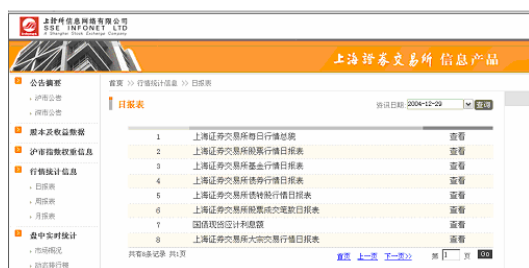 上证所信息网络有限公司
SSE INFONET LTD
A Shanghai Stock Exchange Company
上海證券交易所 信息产品
公告摘要
沪市公告
深市公告
股本及收益数据
沪市指数权重信息
行情统计信息
日报表
周报表
月报表
盘中实时统计
市场概况
动态排行榜
首页 >> 行情统计信息 >> 日报表
日报表
资讯日期: 2004-12-29 查询
1 上海证券交易所每日行情总貌 查看
2 上海证券交易所股票行情日报表 查看
3 上海证券交易所基金行情日报表 查看
4 上海证券交易所债券行情日报表 查看
5 上海证券交易所债转股行情日报表 查看
6 上海证券交易所股票成交笔数日报表 查看
7 国债现货应计利息额 查看
8 上海证券交易所大宗交易行情日报表 查看
共有8条记录 共1页 首页 上一页 下一页>> 第 1 页 GO